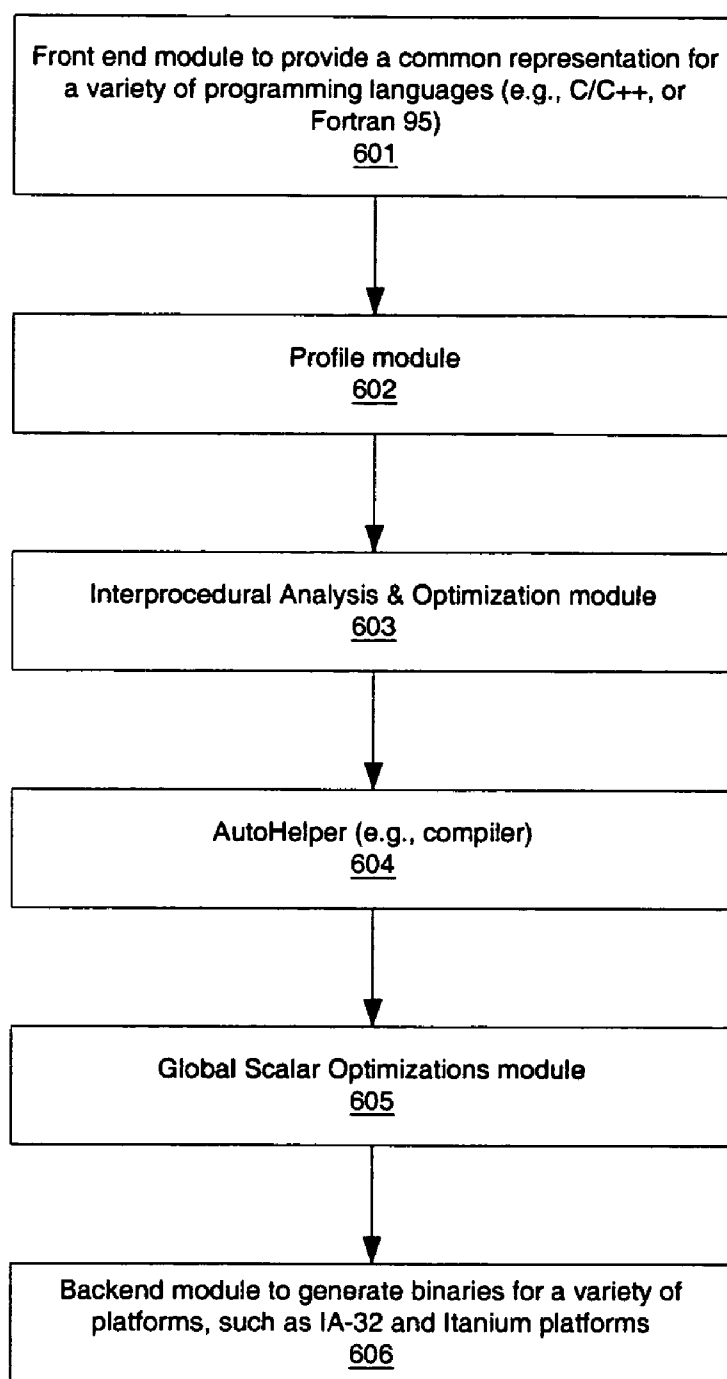 Front end module to provide a common representation for
a variety of programming languages (e.g., C/C++, or
Fortran 95)
601
Profile module
602
Interprocedural Analysis & Optimization module
603
AutoHelper (e.g., compiler)
604
Global Scalar Optimizations module
605
Backend module to generate binaries for a variety of
platforms, such as IA-32 and Itanium platforms
606